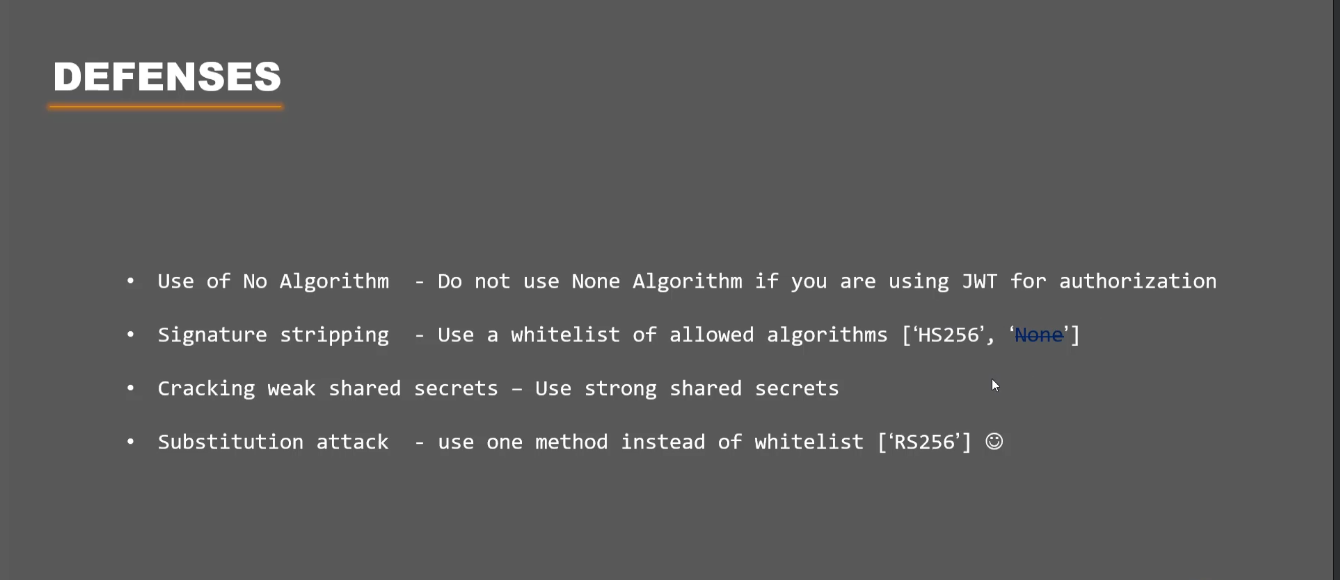 DEFENSES
• Use of No Algorithm - Do not use None Algorithm if you are using JWT for authorization
• Signature stripping - Use a whitelist of allowed algorithms [‘HS256’, ‘None’]
• Cracking weak shared secrets – Use strong shared secrets
• Substitution attack - use one method instead of whitelist [‘RS256’] ☺